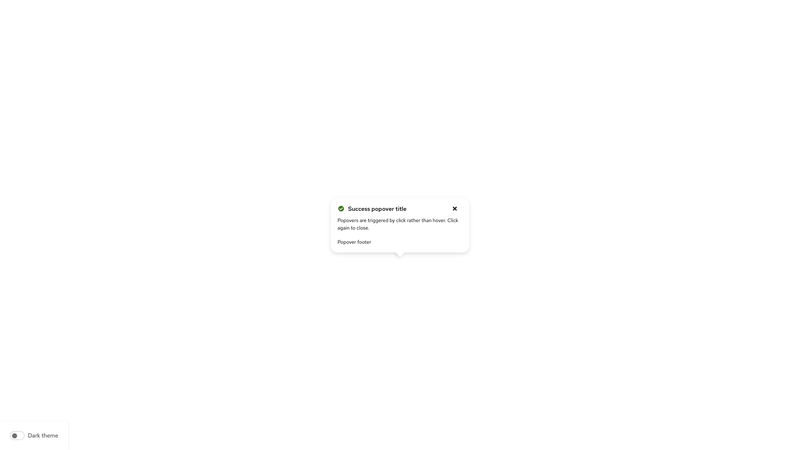 Success popover title
Popovers are triggered by click rather than hover. Click
again to close.
Popover footer
Dark theme